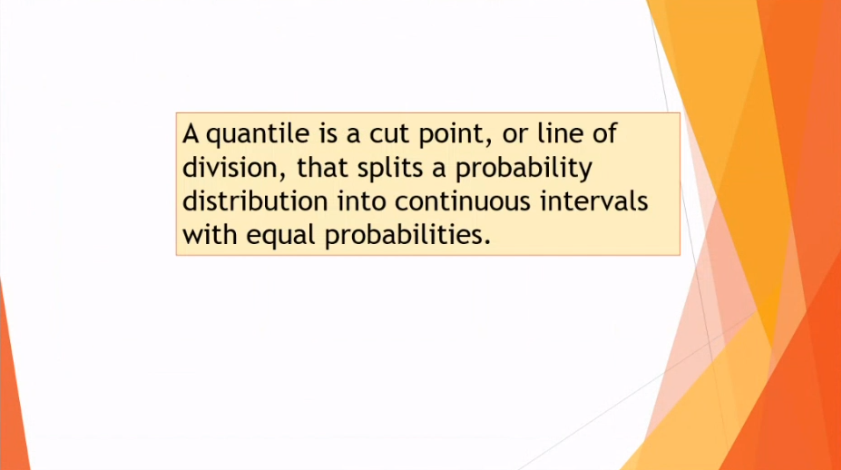 A quantile is a cut point, or line of
division, that splits a probability
distribution into continuous intervals
with equal probabilities.